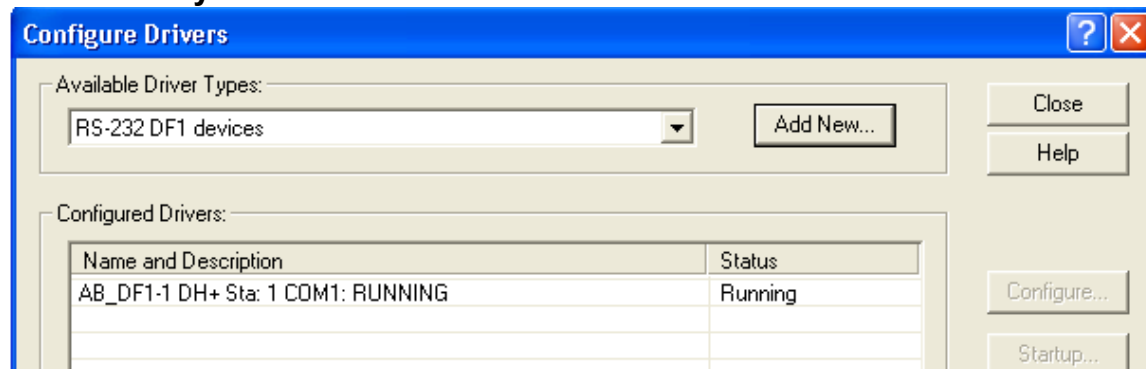 Configure Drivers
Available Driver Types:
RS-232 DF1 devices
Add New...
Close
Help
Configured Drivers:
Name and Description Status
AB_DF1-1 DH+ Sta: 1 COM1: RUNNING Running
Configure...
Startup...